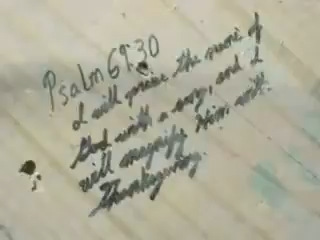 Psalm 69:30
I will praise the name of
God with a song, and I
will magnify Him with
Thanksgiving.